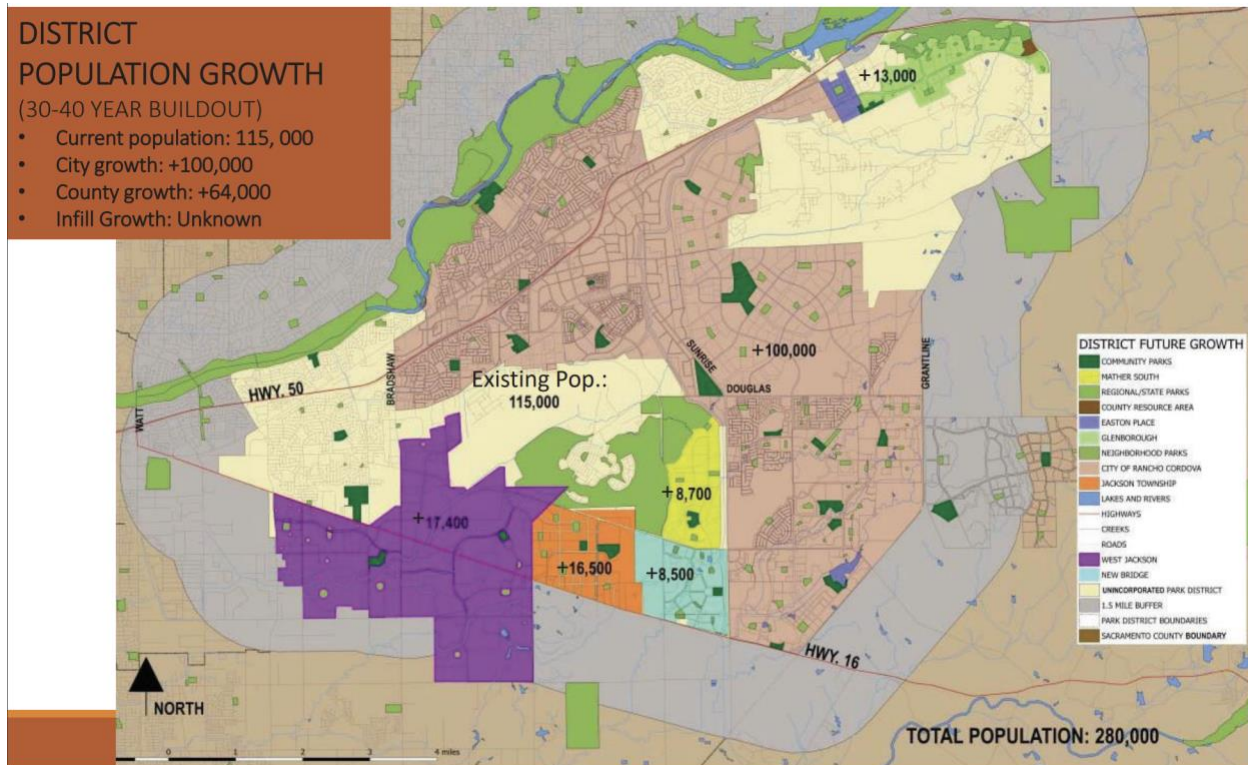 DISTRICT
POPULATION GROWTH
(30-40 YEAR BUILDOUT)
• Current population: 115, 000
• City growth: +100,000
• County growth: +64,000
• Infill Growth: Unknown
+13,000
HWY. 50
BRADSHAW
WATT
Existing Pop.:
115,000
SUNRISE
DOUGLAS
+100,000
GRANTLINE
+8,700
+17,400
+16,500
+8,500
HWY. 16
NORTH
0 1 2 3 4 miles
TOTAL POPULATION: 280,000
DISTRICT FUTURE GROWTH
COMMUNITY PARKS
MATHER SOUTH
REGIONAL/STATE PARKS
COUNTY RESOURCE AREA
EASTON PLACE
GLENBOROUGH
NEIGHBORHOOD PARKS
CITY OF RANCHO CORDOVA
JACKSON TOWNSHIP
LAKES AND RIVERS
HIGHWAYS
CREEKS
ROADS
WEST JACKSON
NEW BRIDGE
UNINCORPORATED PARK DISTRICT
1.5 MILE BUFFER
PARK DISTRICT BOUNDARIES
SACRAMENTO COUNTY BOUNDARY